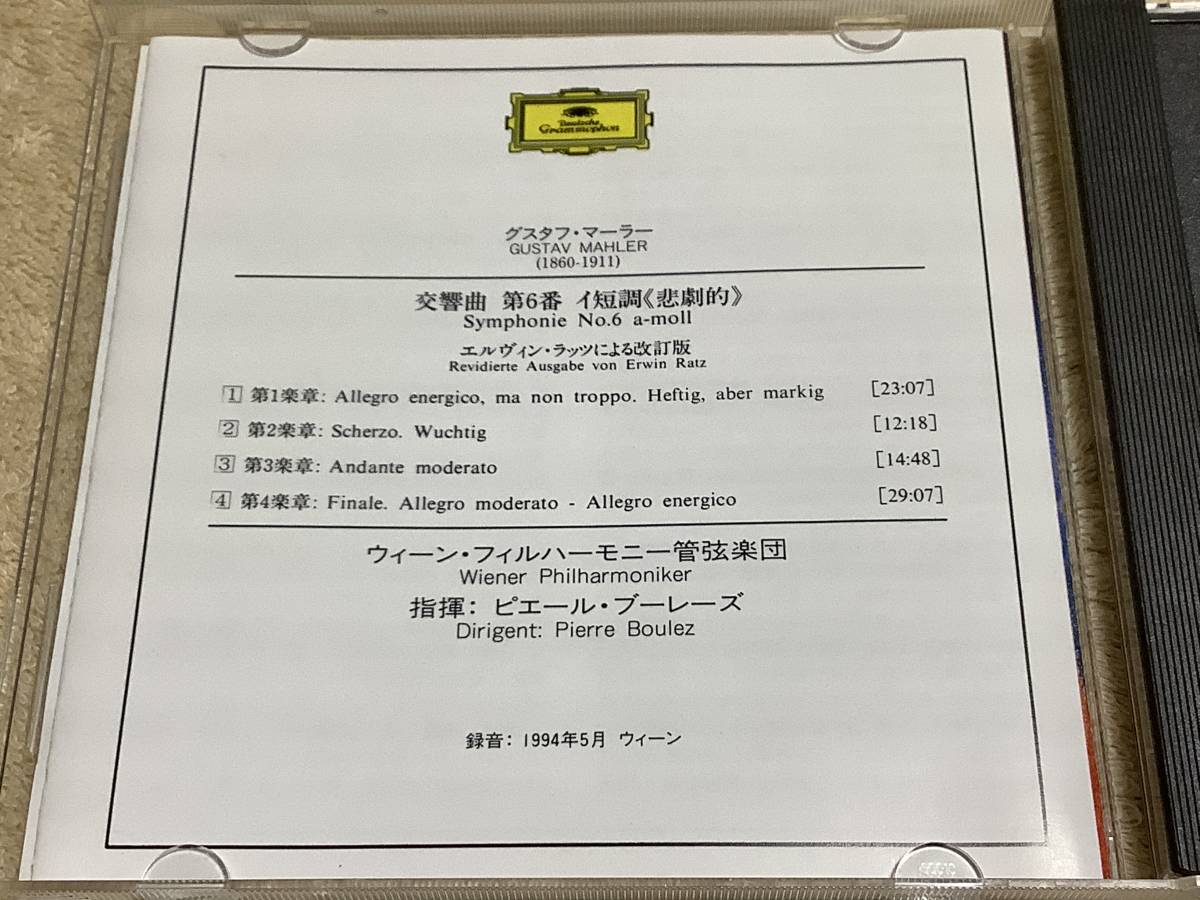 Deutsche
Grammophon
グスタフ・マーラー
GUSTAV MAHLER
(1860-1911)
交響曲 第6番 イ短調《悲劇的》
Symphonie No.6 a-moll
エルヴィン・ラッツによる改訂版
Revidierte Ausgabe von Erwin Ratz
1 第1楽章: Allegro energico, ma non troppo. Heftig, aber markig [23:07]
2 第2楽章: Scherzo. Wuchtig [12:18]
3 第3楽章: Andante moderato [14:48]
4 第4楽章: Finale. Allegro moderato - Allegro energico [29:07]
ウィーン・フィルハーモニー管弦楽団
Wiener Philharmoniker
指揮: ピエール・ブーレーズ
Dirigent: Pierre Boulez
録音: 1994年5月 ウィーン